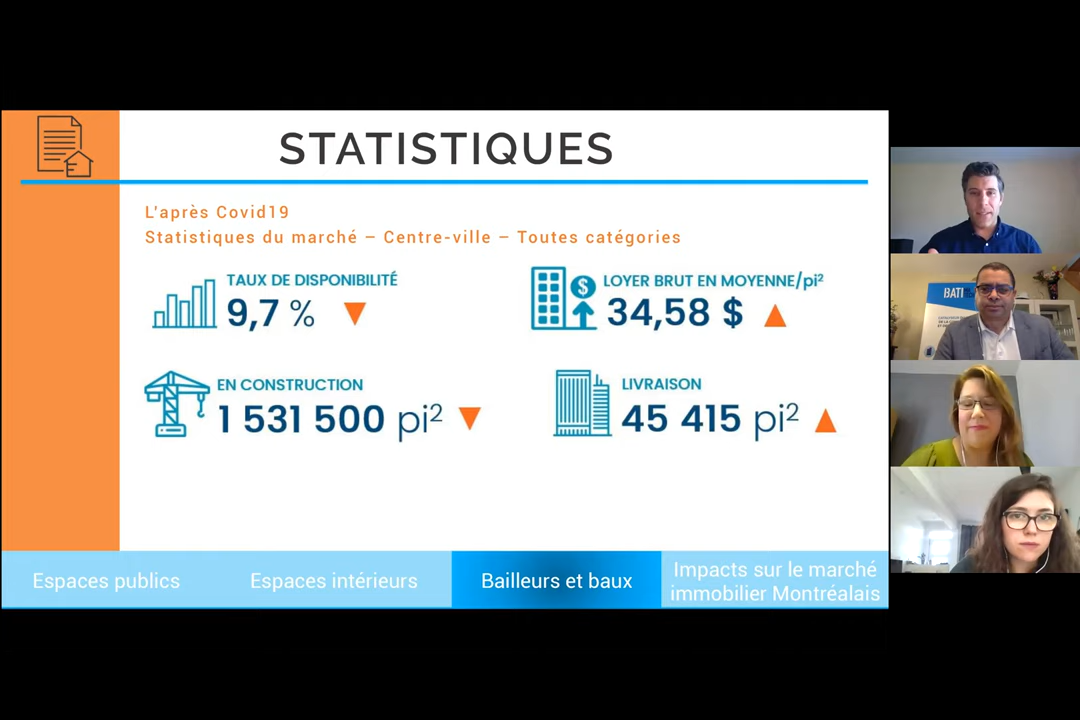 STATISTIQUES
L'après Covid19
Statistiques du marché – Centre-ville – Toutes catégories
TAUX DE DISPONIBILITÉ
9,7 %
LOYER BRUT EN MOYENNE/pi²
$
34,58 $
EN CONSTRUCTION
1 531 500 pi²
LIVRAISON
45 415 pi²
Espaces publics
Espaces intérieurs
Bailleurs et baux
Impacts sur le marché
immobilier Montréalais
BATI